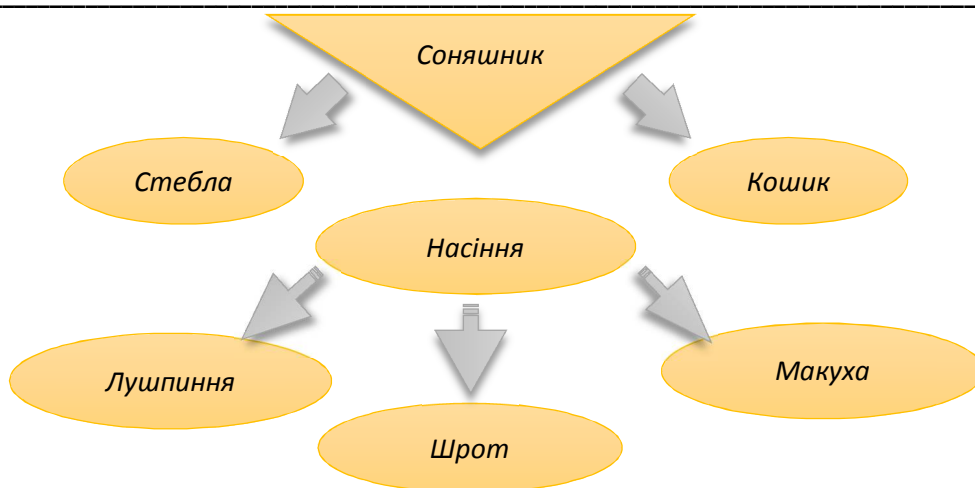 Соняшник
Стебла
Кошик
Насіння
Лушпиння
Макуха
Шрот